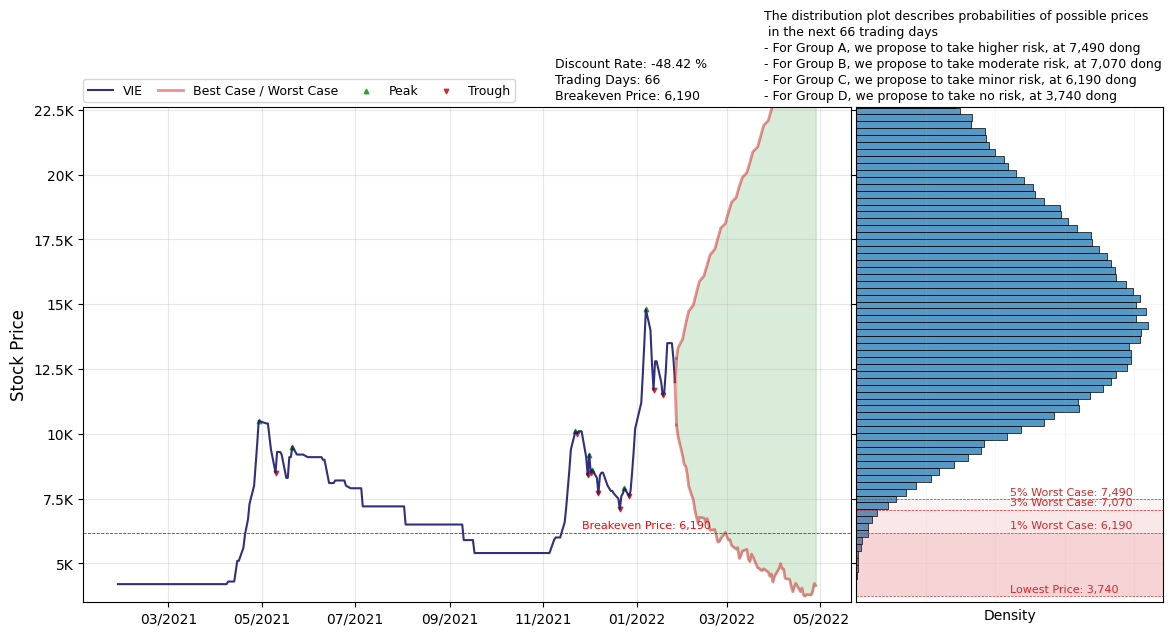 The distribution plot describes probabilities of possible prices
in the next 66 trading days
- For Group A, we propose to take higher risk, at 7,490 dong
- For Group B, we propose to take moderate risk, at 7,070 dong
- For Group C, we propose to take minor risk, at 6,190 dong
- For Group D, we propose to take no risk, at 3,740 dong
Discount Rate: -48.42 %
Trading Days: 66
Breakeven Price: 6,190
VIE
Best Case / Worst Case
Peak
Trough
Stock Price
22.5K
20K
17.5K
15K
12.5K
10K
7.5K
5K
Breakeven Price: 6,190
5% Worst Case: 7,490
3% Worst Case: 7,070
1% Worst Case: 6,190
Lowest Price: 3,740
03/2021
05/2021
07/2021
09/2021
11/2021
01/2022
03/2022
05/2022
Density